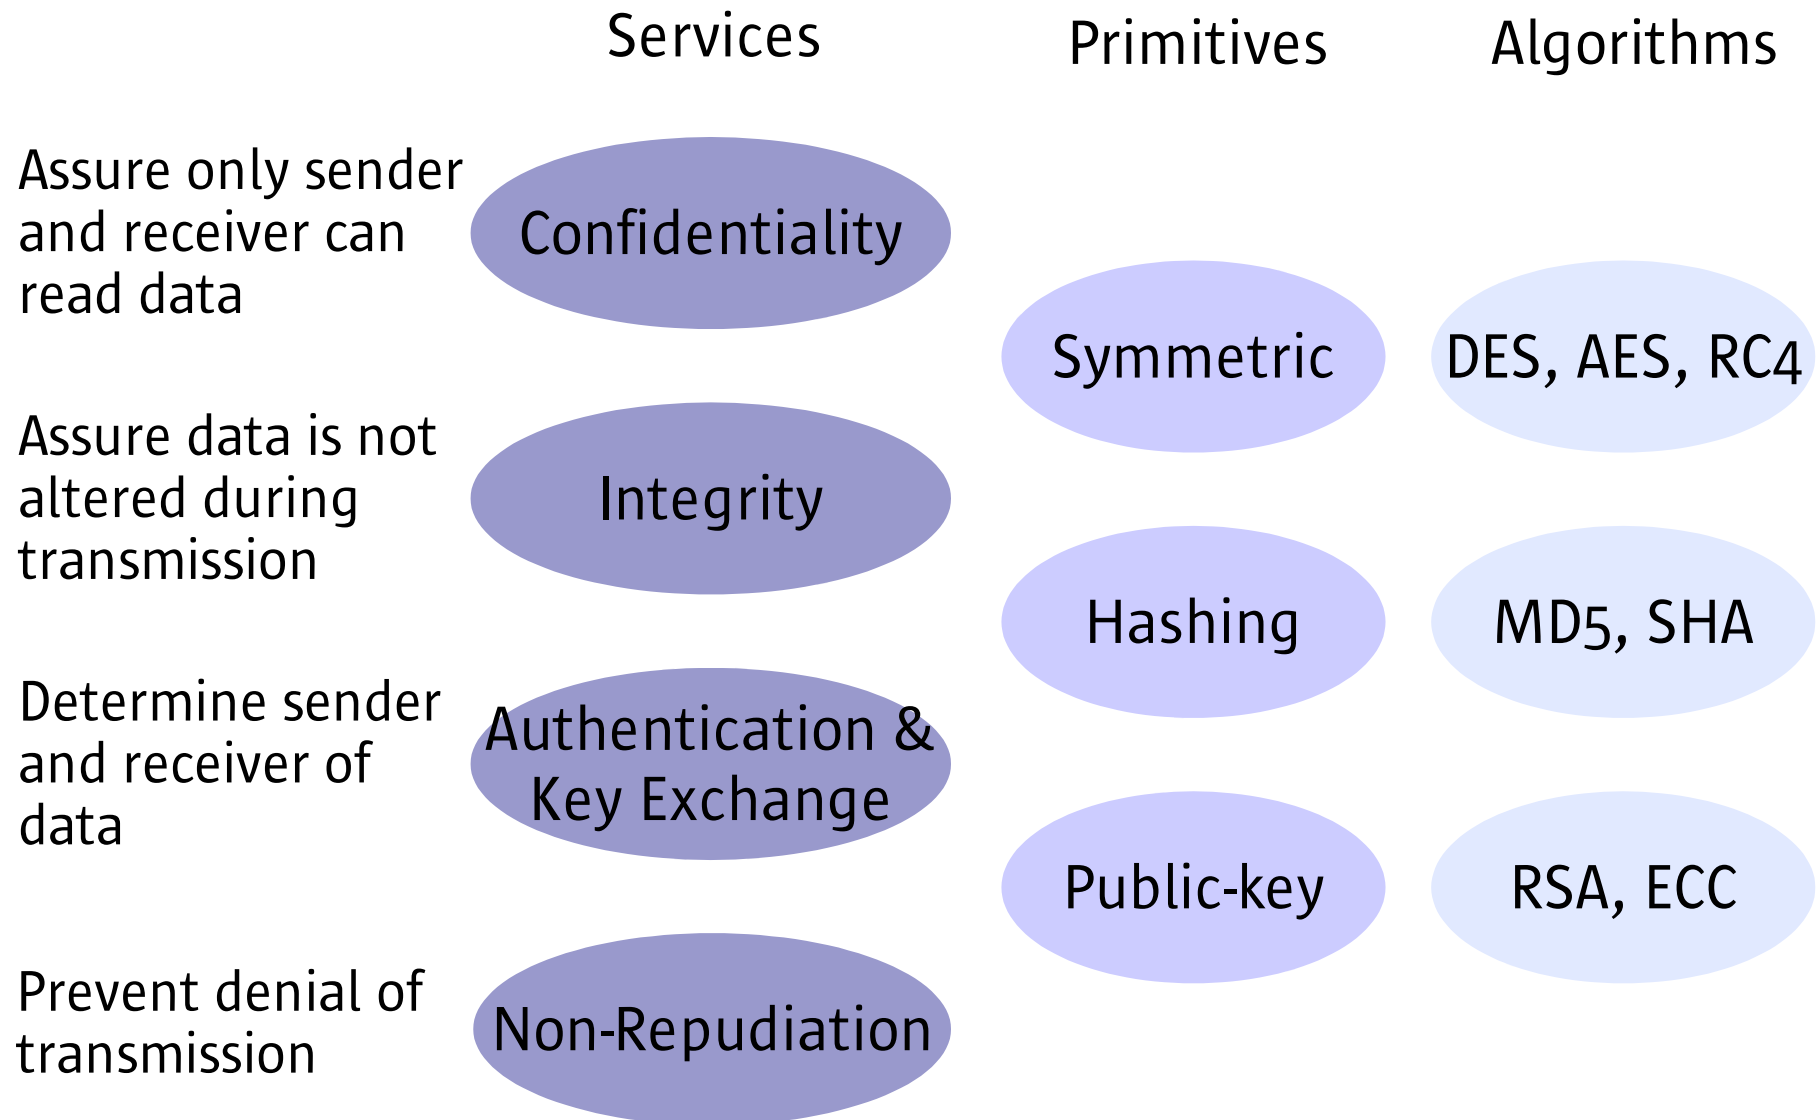 Services
Primitives
Algorithms
Assure only sender
and receiver can
read data
Confidentiality
Symmetric
DES, AES, RC4
Assure data is not
altered during
transmission
Integrity
Hashing
MD5, SHA
Determine sender
and receiver of
data
Authentication &
Key Exchange
Public-key
RSA, ECC
Prevent denial of
transmission
Non-Repudiation